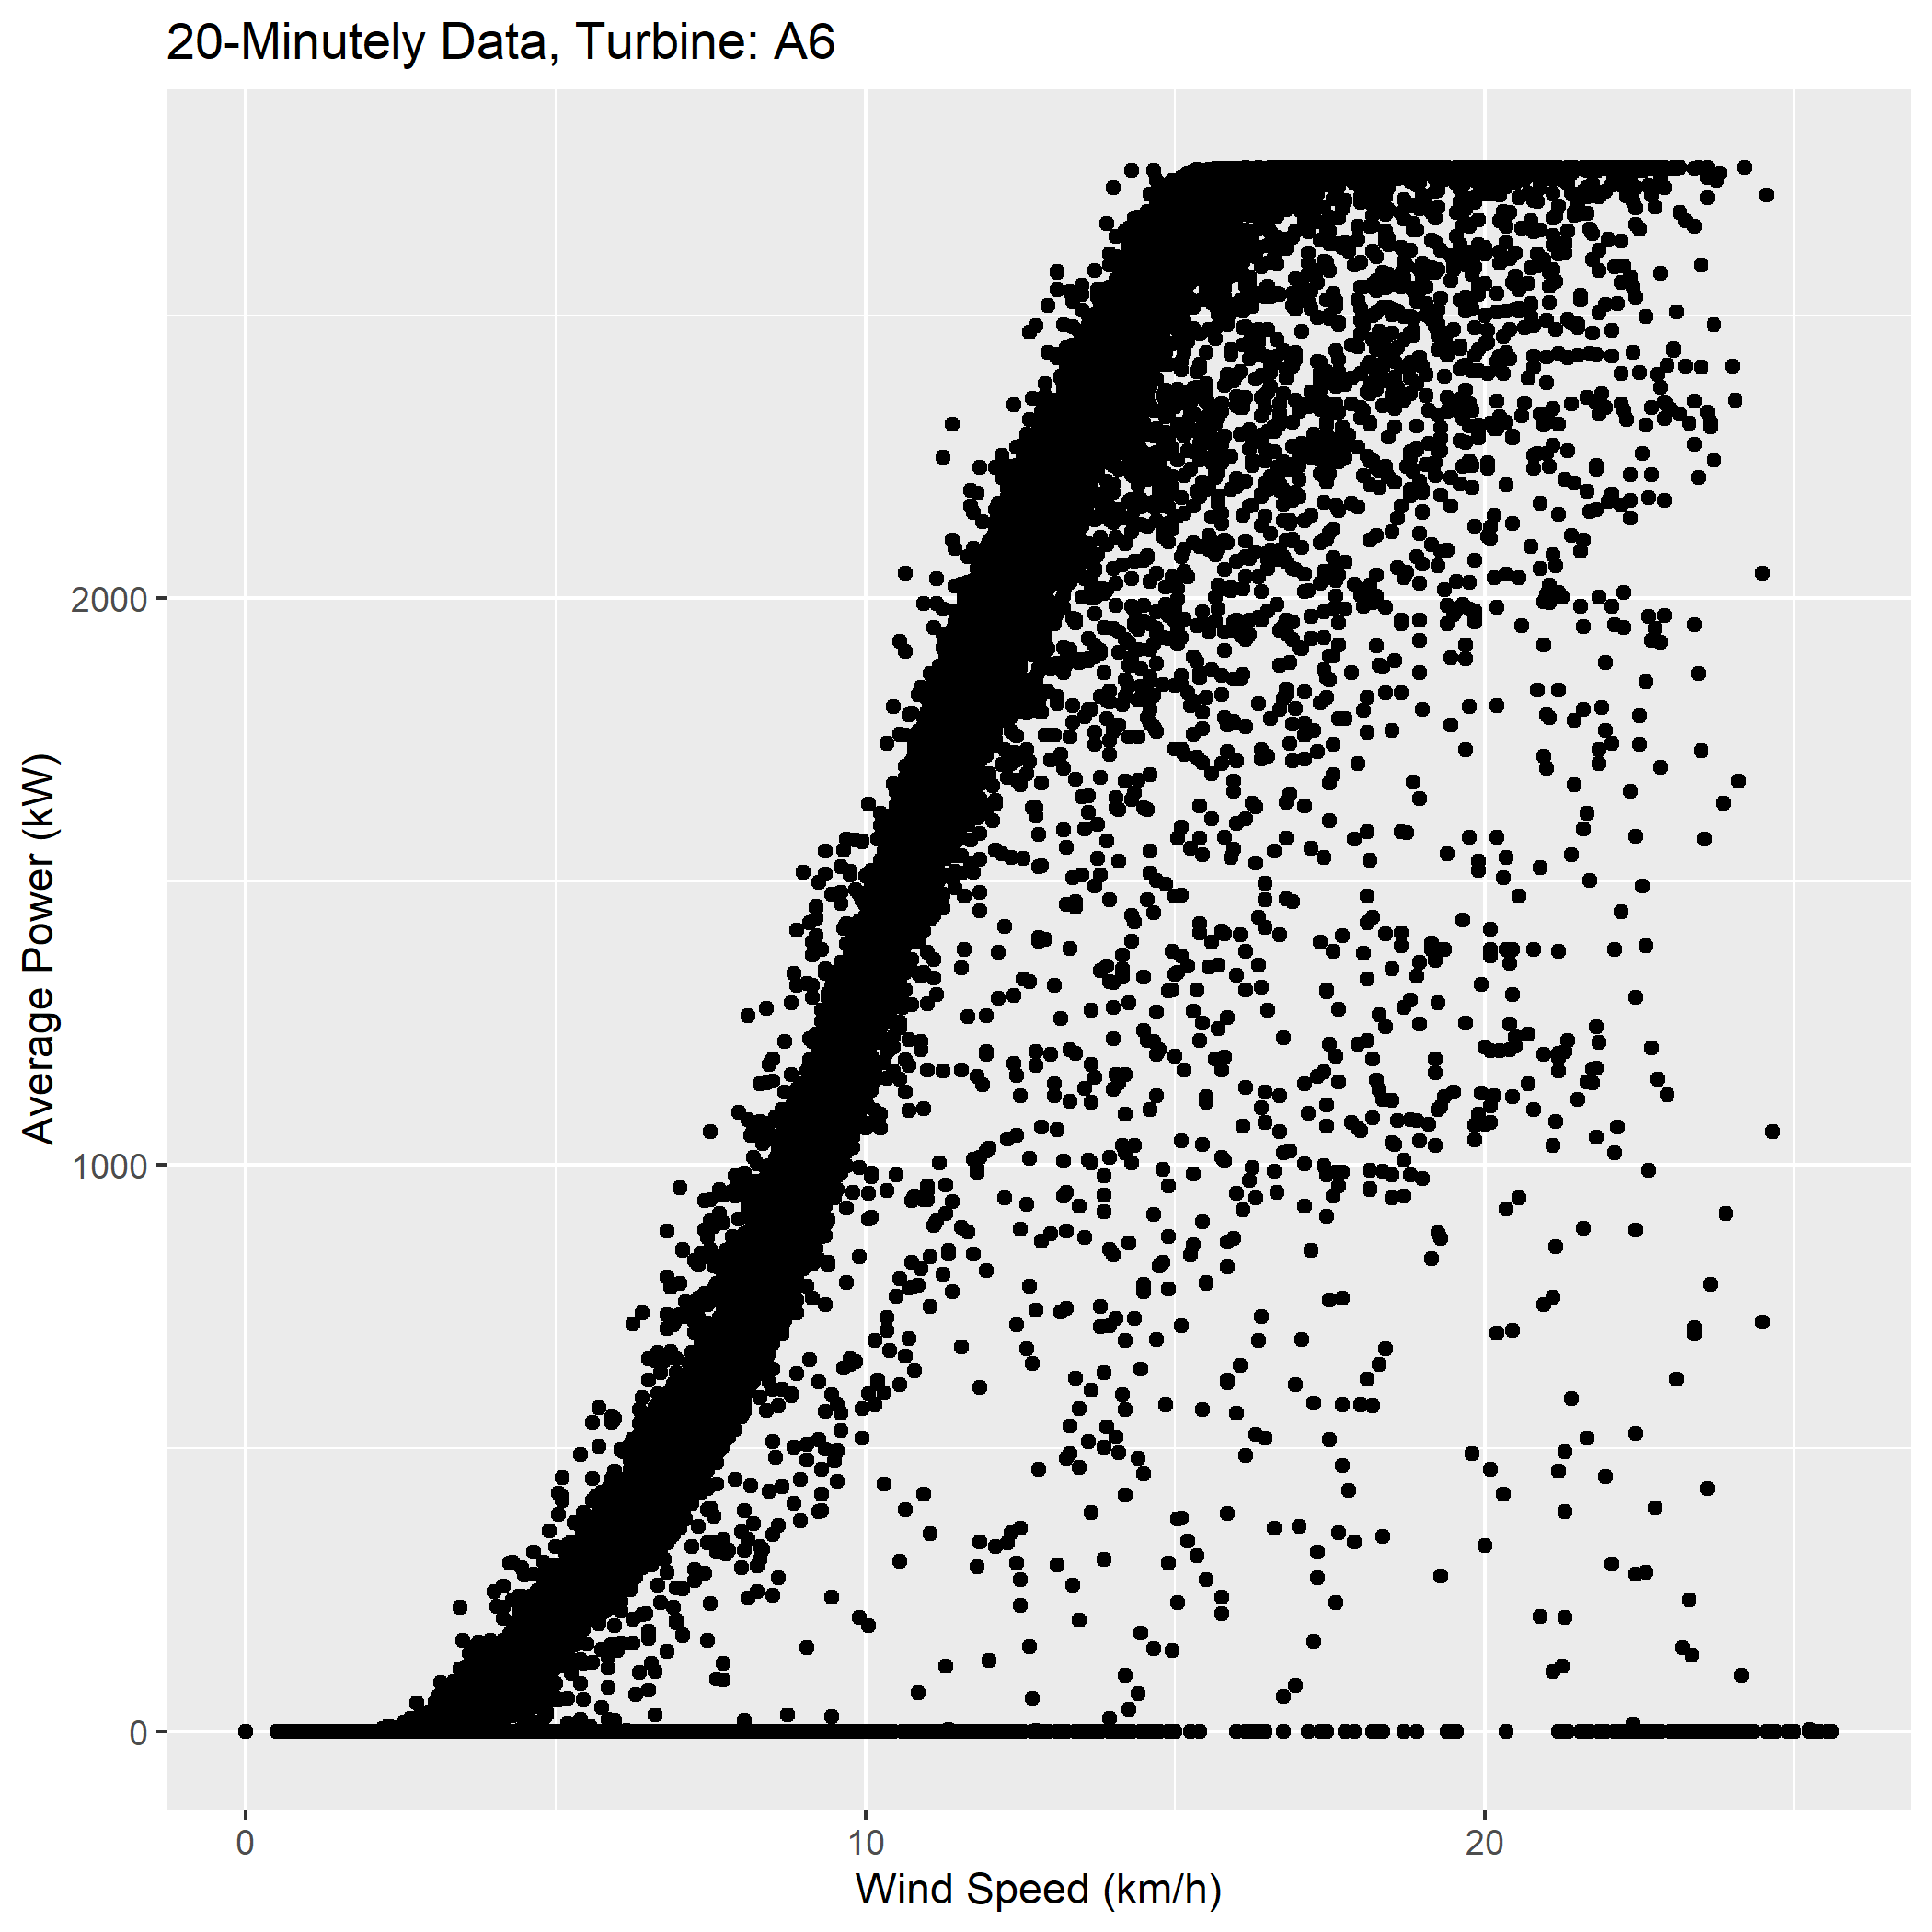 20-Minutely Data, Turbine: A6
Average Power (kW)
2000
1000
0
0 10 20
Wind Speed (km/h)